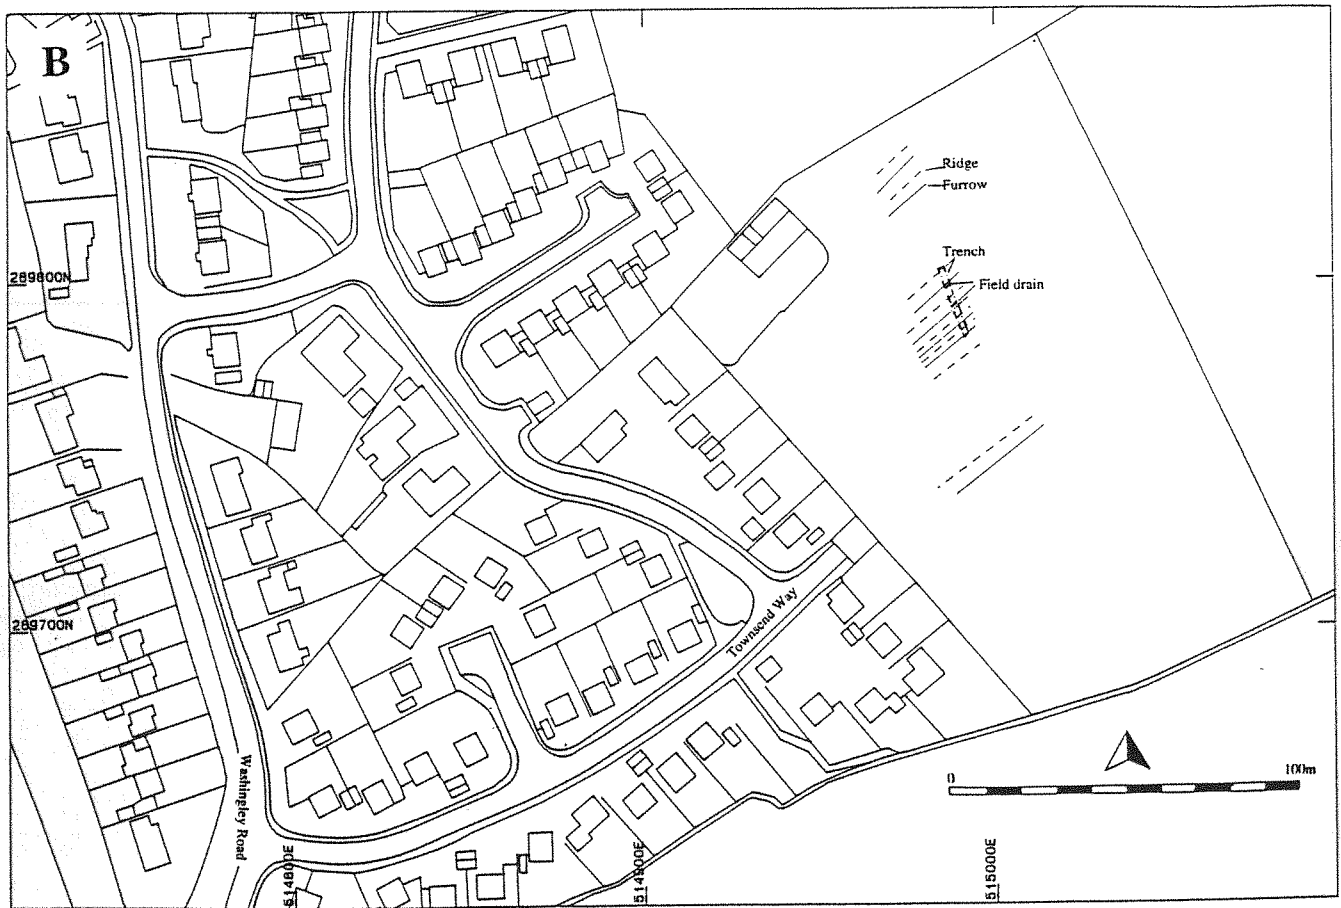 B
Ridge
Furrow
Trench
Field drain
289800N
289700N
Townsend Way
Washingley Road
0
100m
514800E
514900E
515000E